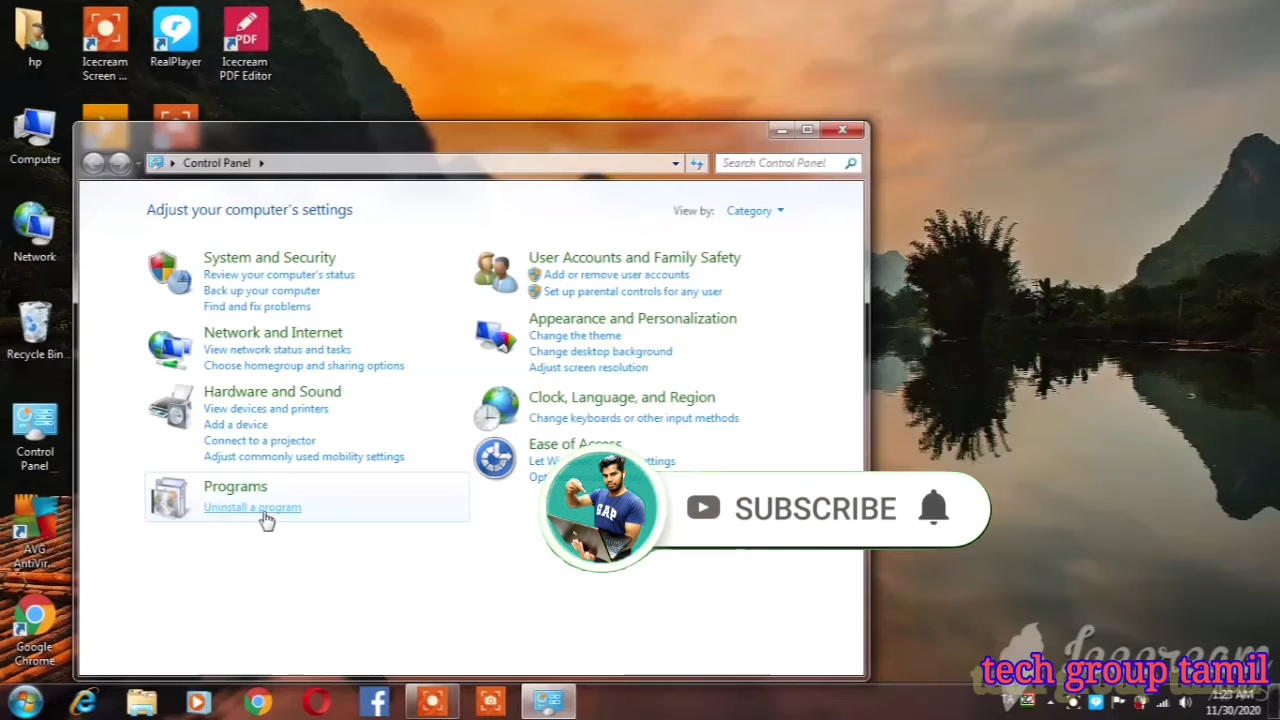 hp
Icecream
Screen ...
RealPlayer
Icecream
PDF Editor
Computer
Network
Recycle Bin
Control
Panel
AVG
AntiVir...
Google
Chrome
Control Panel
Search Control Panel
Adjust your computer's settings
View by: Category
System and Security
Review your computer's status
Back up your computer
Find and fix problems
Network and Internet
View network status and tasks
Choose homegroup and sharing options
Hardware and Sound
View devices and printers
Add a device
Connect to a projector
Adjust commonly used mobility settings
Programs
Uninstall a program
User Accounts and Family Safety
Add or remove user accounts
Set up parental controls for any user
Appearance and Personalization
Change the theme
Change desktop background
Adjust screen resolution
Clock, Language, and Region
Change keyboards or other input methods
Ease of Access
Let
PDF
GAP
SUBSCRIBE
Icecream
tech group tamil
TA
1:23 AM
11/30/2020